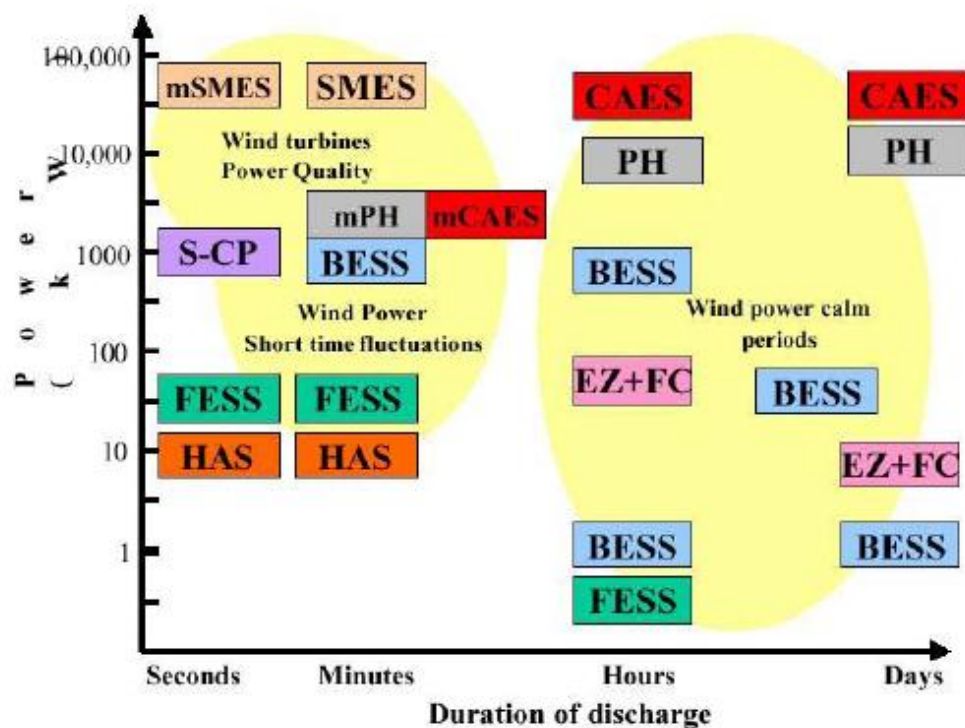 100,000
mSMES SMES CAES CAES
Wind turbines
Power Quality
10,000
PH PH
mPH mCAES
S-CP
1000
BESS BESS
Wind Power
Short time fluctuations
Wind power calm
periods
100
FESS FESS EZ+FC BESS
10
HAS HAS EZ+FC
1
BESS BESS
FESS
Power (kW
Seconds Minutes Hours Days
Duration of discharge